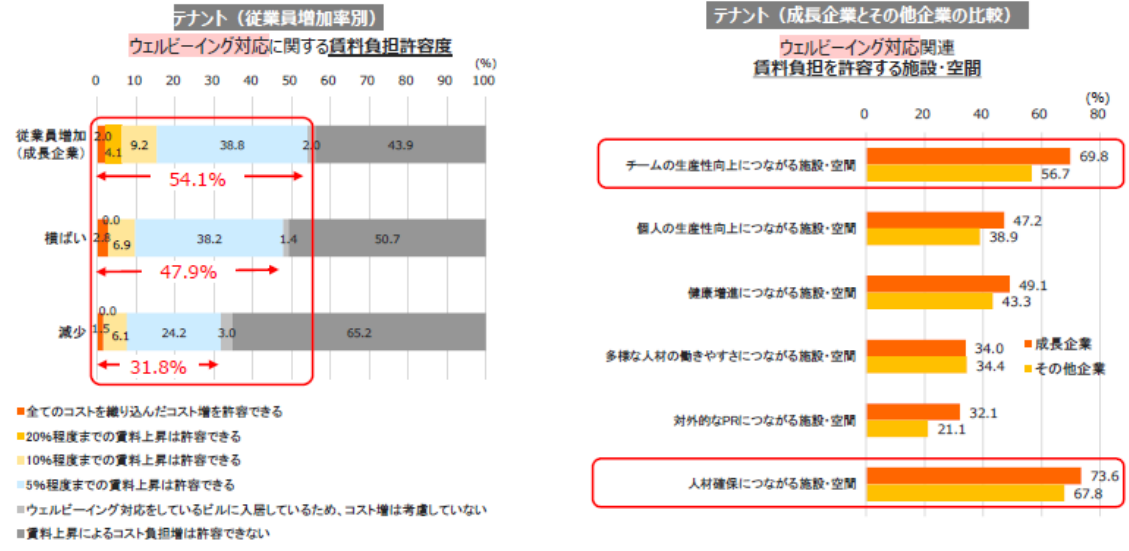 テナント（従業員増加率別）
ウェルビーイング対応に関する賃料負担許容度
(%)
0 10 20 30 40 50 60 70 80 90 100
従業員増加
（成長企業）
2.0 4.1 9.2 38.8 2.0 43.9
54.1%
横ばい
0.0
2.8 6.9 38.2 1.4 50.7
47.9%
減少
0.0
1.5 6.1 24.2 3.0 65.2
31.8%
■全てのコストを織り込んだコスト増を許容できる
■20%程度までの賃料上昇は許容できる
■10%程度までの賃料上昇は許容できる
■5%程度までの賃料上昇は許容できる
■ウェルビーイング対応をしているビルに入居しているため、コスト増は考慮していない
■賃料上昇によるコスト負担増は許容できない
テナント（成長企業とその他企業の比較）
ウェルビーイング対応関連
賃料負担を許容する施設・空間
(%)
0 20 40 60 80
チームの生産性向上につながる施設・空間
69.8
56.7
個人の生産性向上につながる施設・空間
47.2
38.9
健康増進につながる施設・空間
49.1
43.3
多様な人材の働きやすさにつながる施設・空間
34.0
34.4
■成長企業
■その他企業
対外的なPRにつながる施設・空間
32.1
21.1
人材確保につながる施設・空間
73.6
67.8